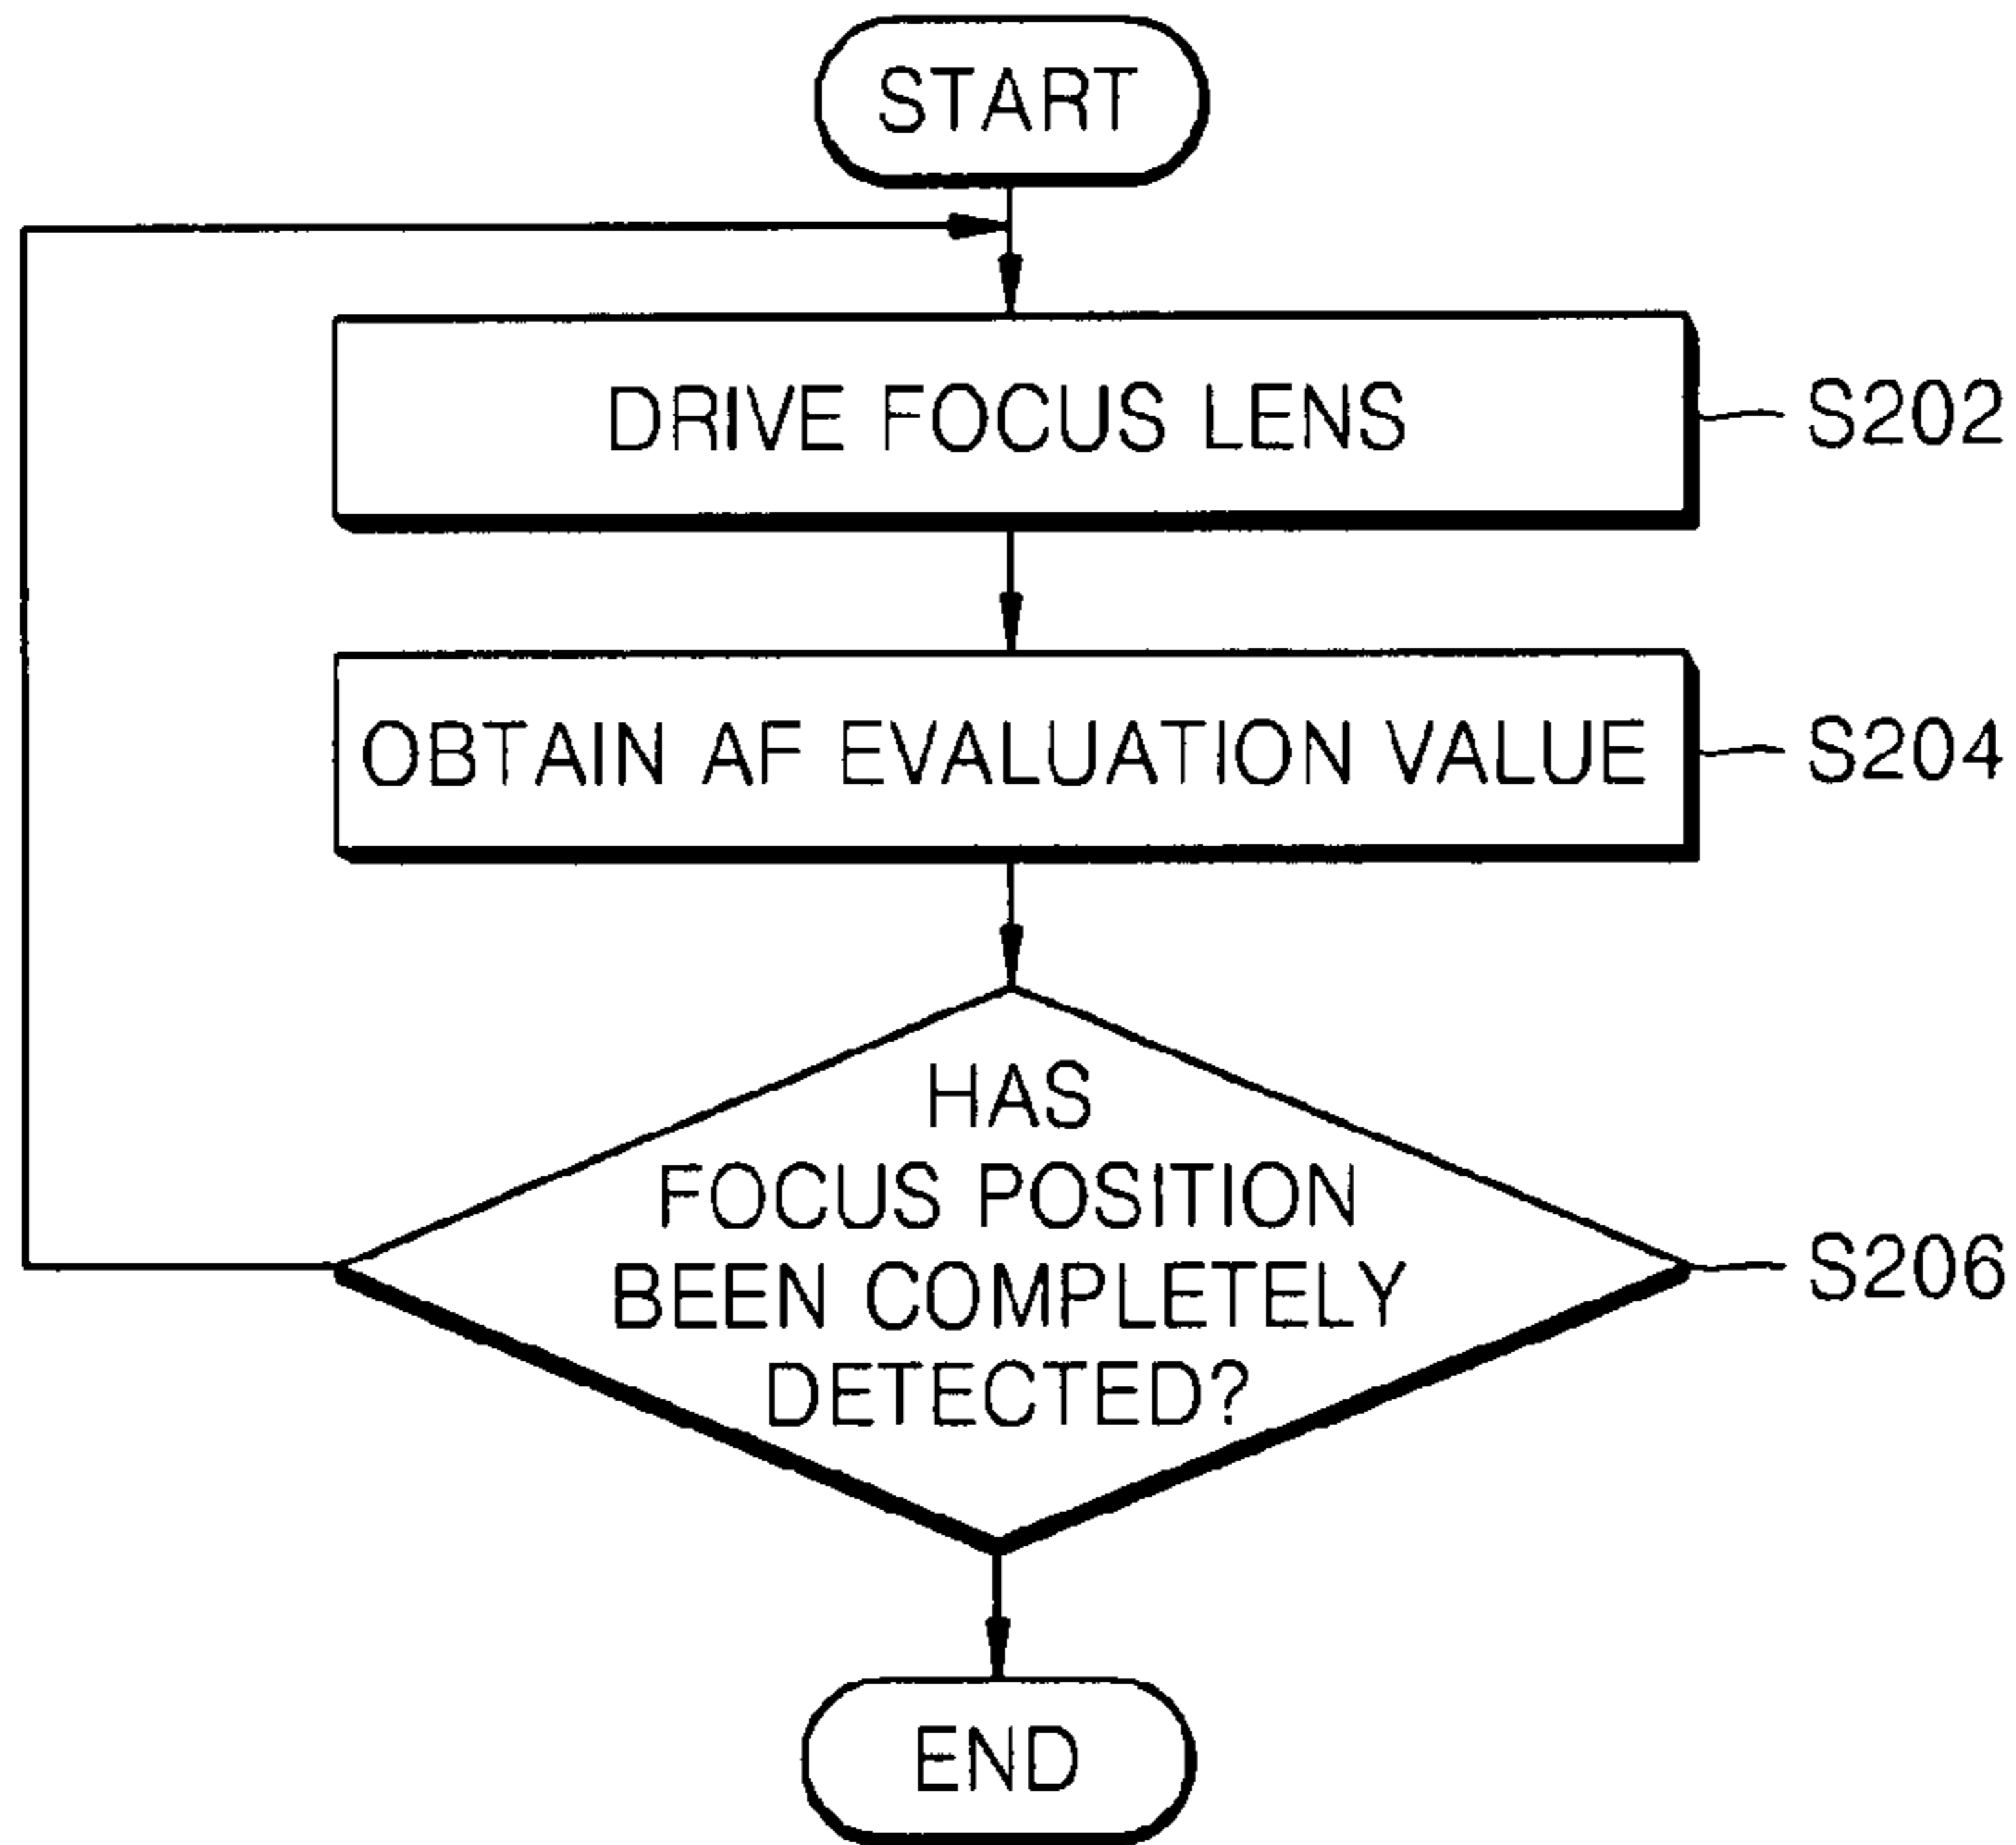 START
DRIVE FOCUS LENS
S202
OBTAIN AF EVALUATION VALUE
S204
HAS
FOCUS POSITION
BEEN COMPLETELY
DETECTED?
S206
END